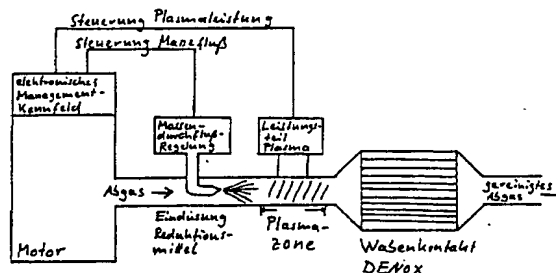 Steuerung Plasmaleistung
Steuerung Maßefluß
elektronisches
Management-
Kennfeld
Massen-
durchfluß-
Regelung
Leistungs-
teil
Plasma
Abgas
gereinigtes
Abgas
Eindüsung
Reduktions-
mittel
Plasma-
zone
Motor
Wabenkontakt
DENOX